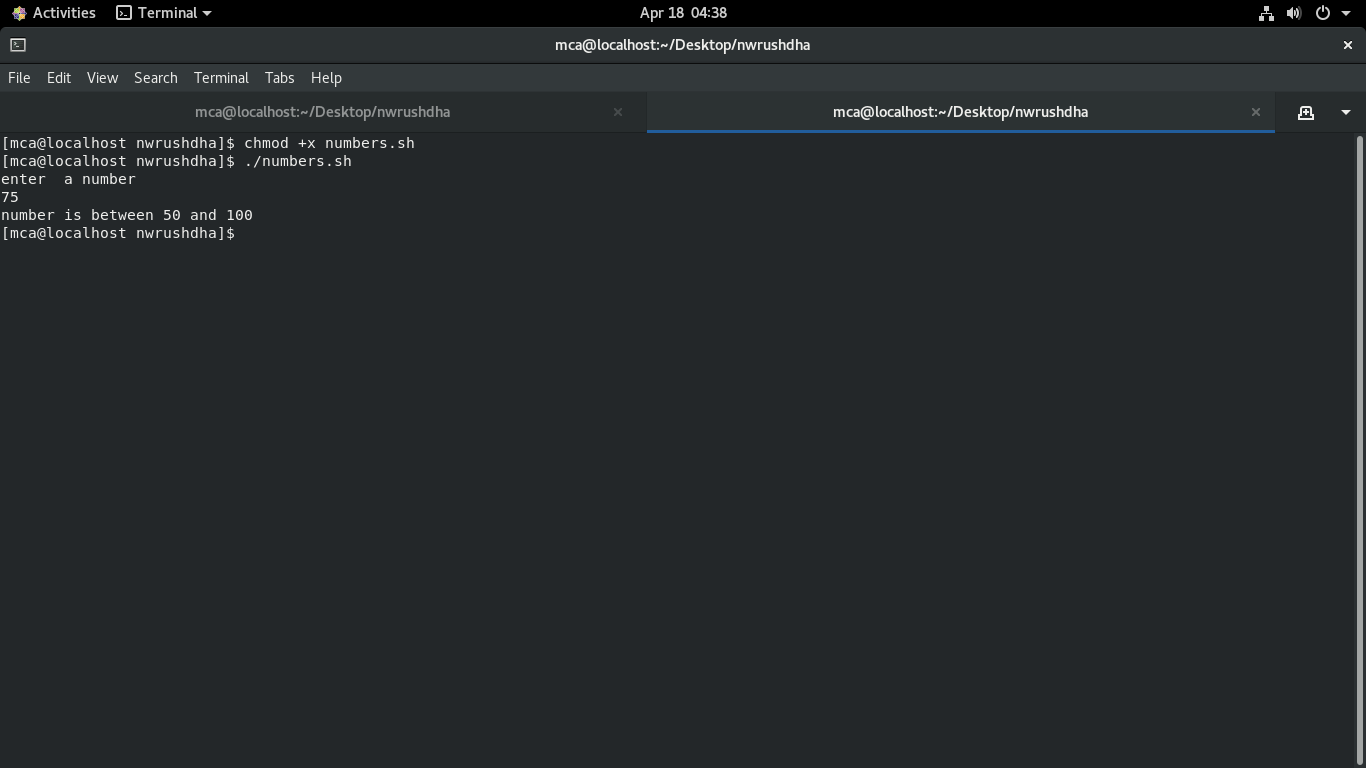 Activities Terminal Apr 18 04:38
mca@localhost:~/Desktop/nwrushdha
File Edit View Search Terminal Tabs Help
mca@localhost:~/Desktop/nwrushdha mca@localhost:~/Desktop/nwrushdha
[mca@localhost nwrushdha]$ chmod +x numbers.sh
[mca@localhost nwrushdha]$ ./numbers.sh
enter  a number
75
number is between 50 and 100
[mca@localhost nwrushdha]$